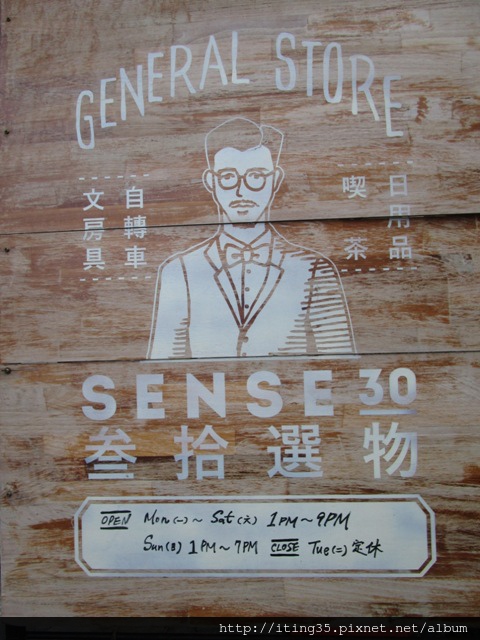 GENERAL STORE
自轉車
文房具
日用品
喫茶
SENSE 30
叁拾選物
OPEN Mon(一)~Sat(六) 1PM~9PM
Sun(日) 1PM~7PM CLOSE Tue(二)定休
http://iting35.pixnet.net/album